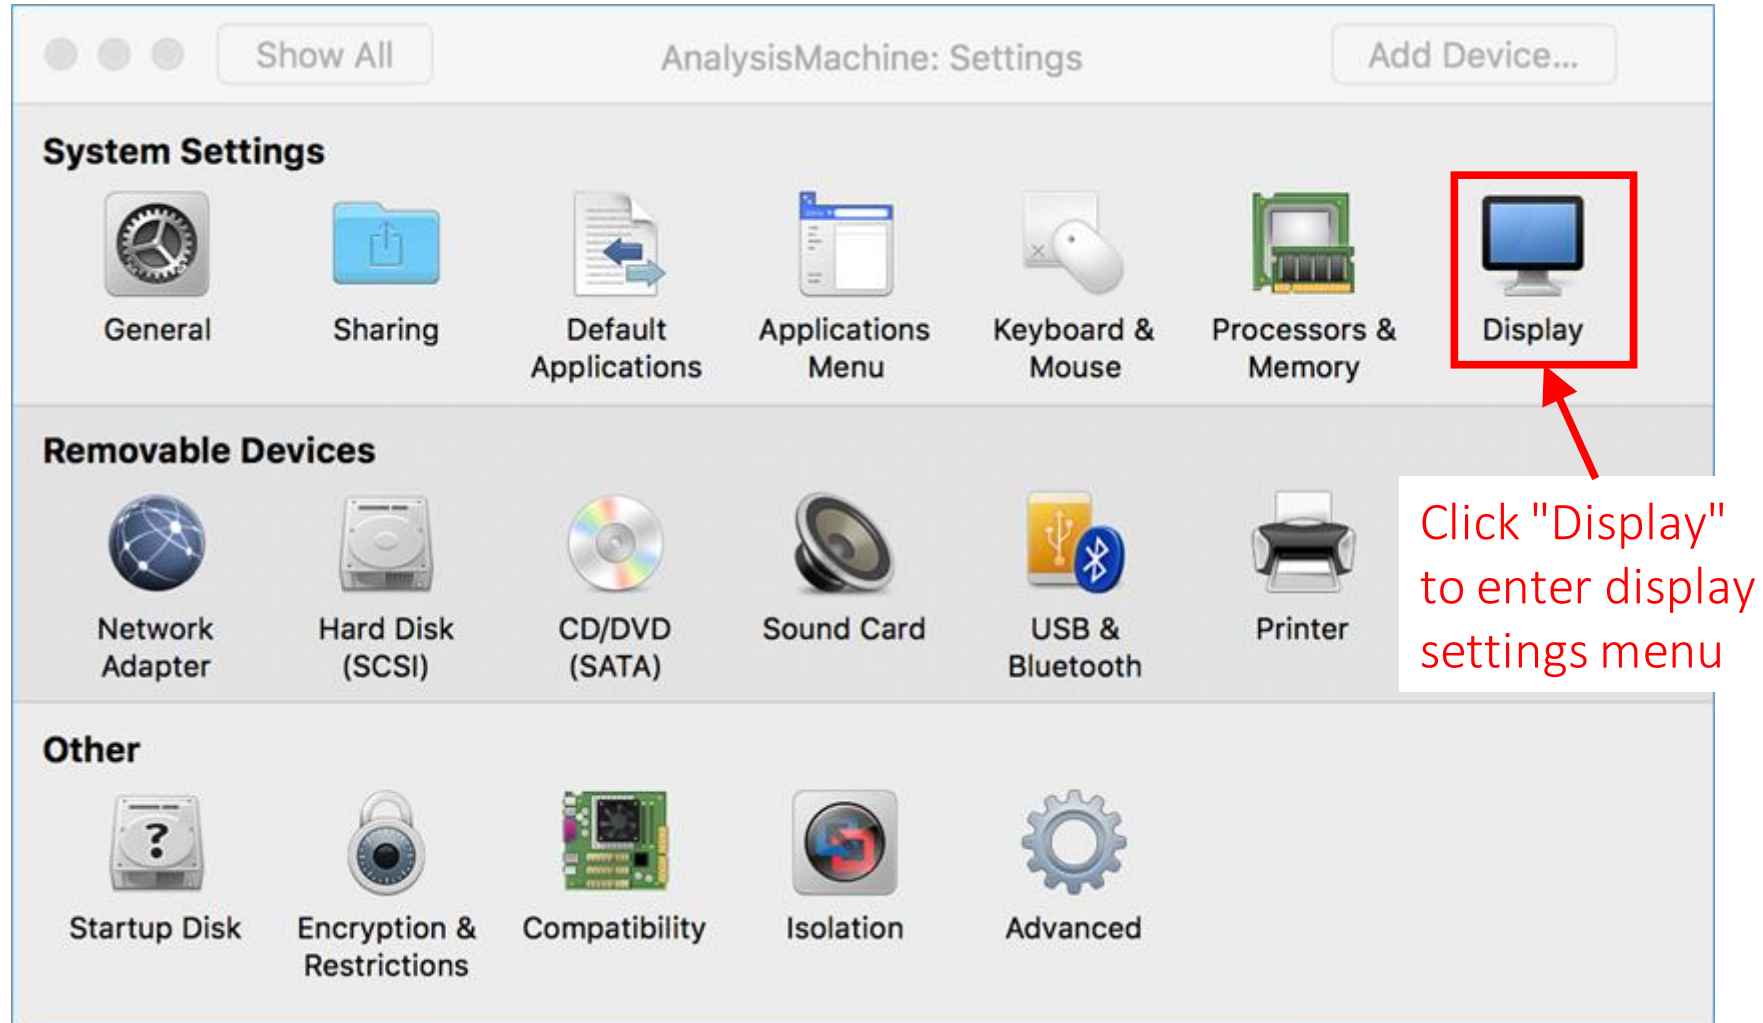 Show All
AnalysisMachine: Settings
Add Device...
System Settings
General
Sharing
Default
Applications
Applications
Menu
Keyboard &
Mouse
Processors &
Memory
Display
Removable Devices
Network
Adapter
Hard Disk
(SCSI)
CD/DVD
(SATA)
Sound Card
USB &
Bluetooth
Printer
Click "Display"
to enter display
settings menu
Other
?
Startup Disk
Encryption &
Restrictions
Compatibility
Isolation
Advanced